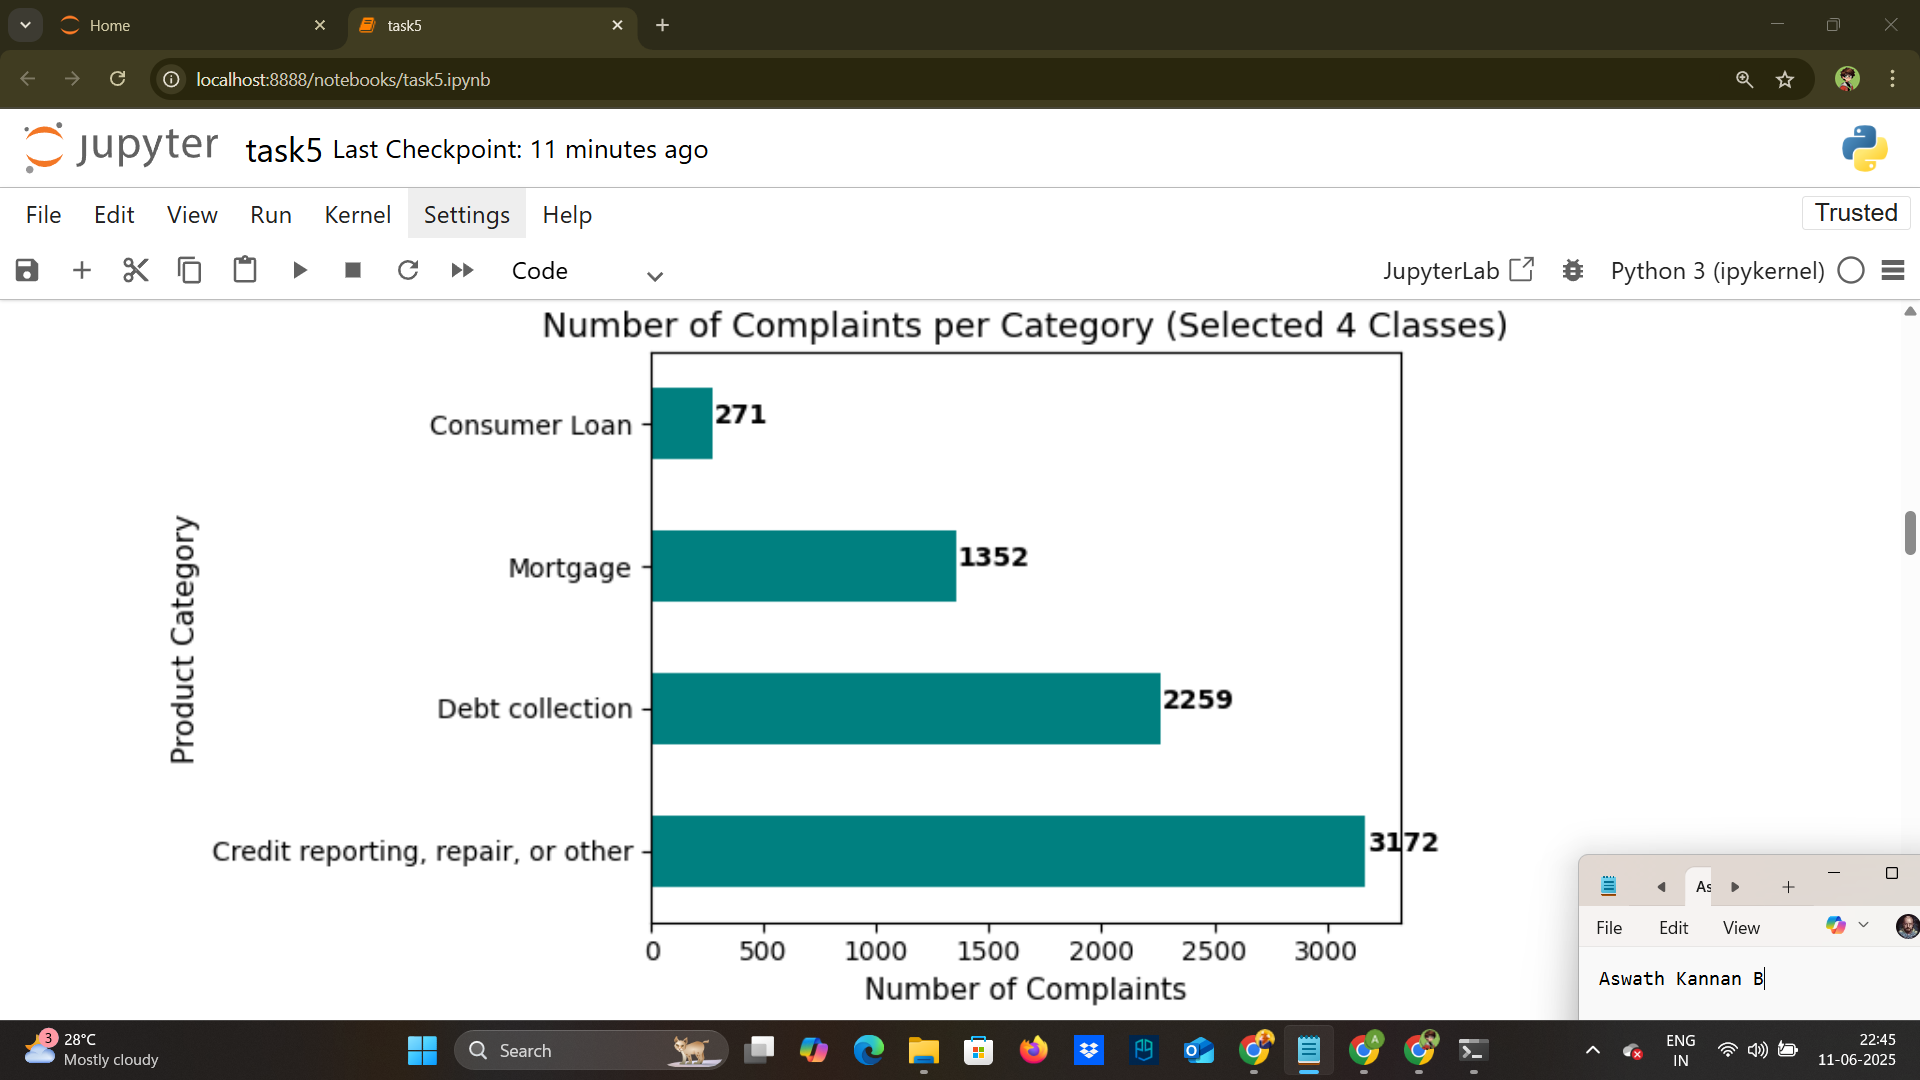 Home
task5
localhost:8888/notebooks/task5.ipynb
jupyter task5 Last Checkpoint: 11 minutes ago
File Edit View Run Kernel Settings Help
Trusted
Code
JupyterLab
Python 3 (ipykernel)
Number of Complaints per Category (Selected 4 Classes)
Product Category
Consumer Loan
271
Mortgage
1352
Debt collection
2259
Credit reporting, repair, or other
3172
0 500 1000 1500 2000 2500 3000
Number of Complaints
As
File Edit View
Aswath Kannan B
3
28°C
Mostly cloudy
Search
A
ENG
IN
22:45
11-06-2025